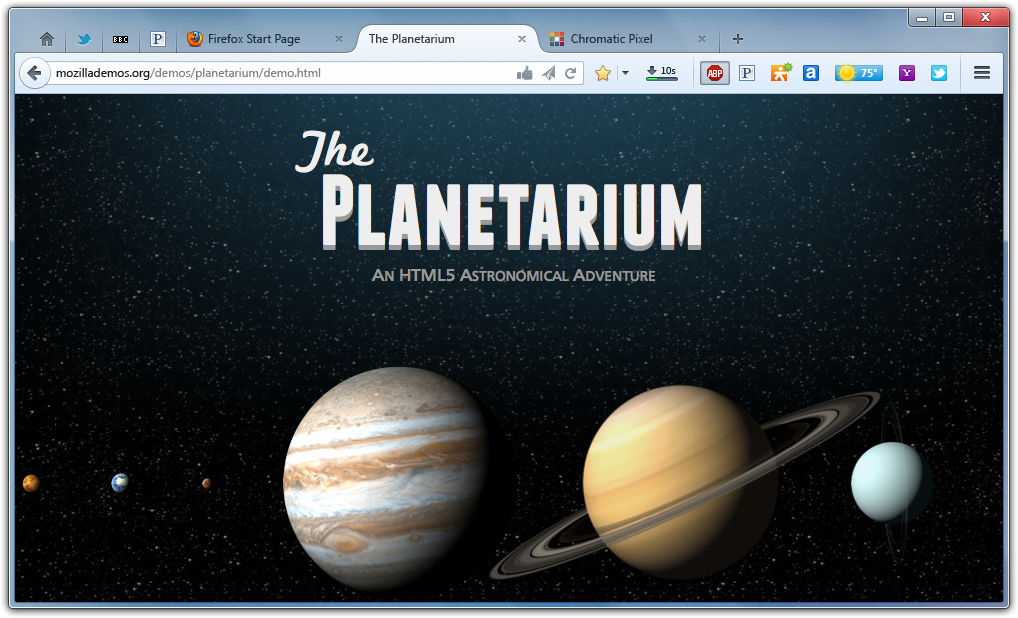 BBC
P
Firefox Start Page
The Planetarium
Chromatic Pixel
mozillademos.org/demos/planetarium/demo.html
10s
ABP
P
a
75°
Y
The
PLANETARIUM
AN HTML5 ASTRONOMICAL ADVENTURE